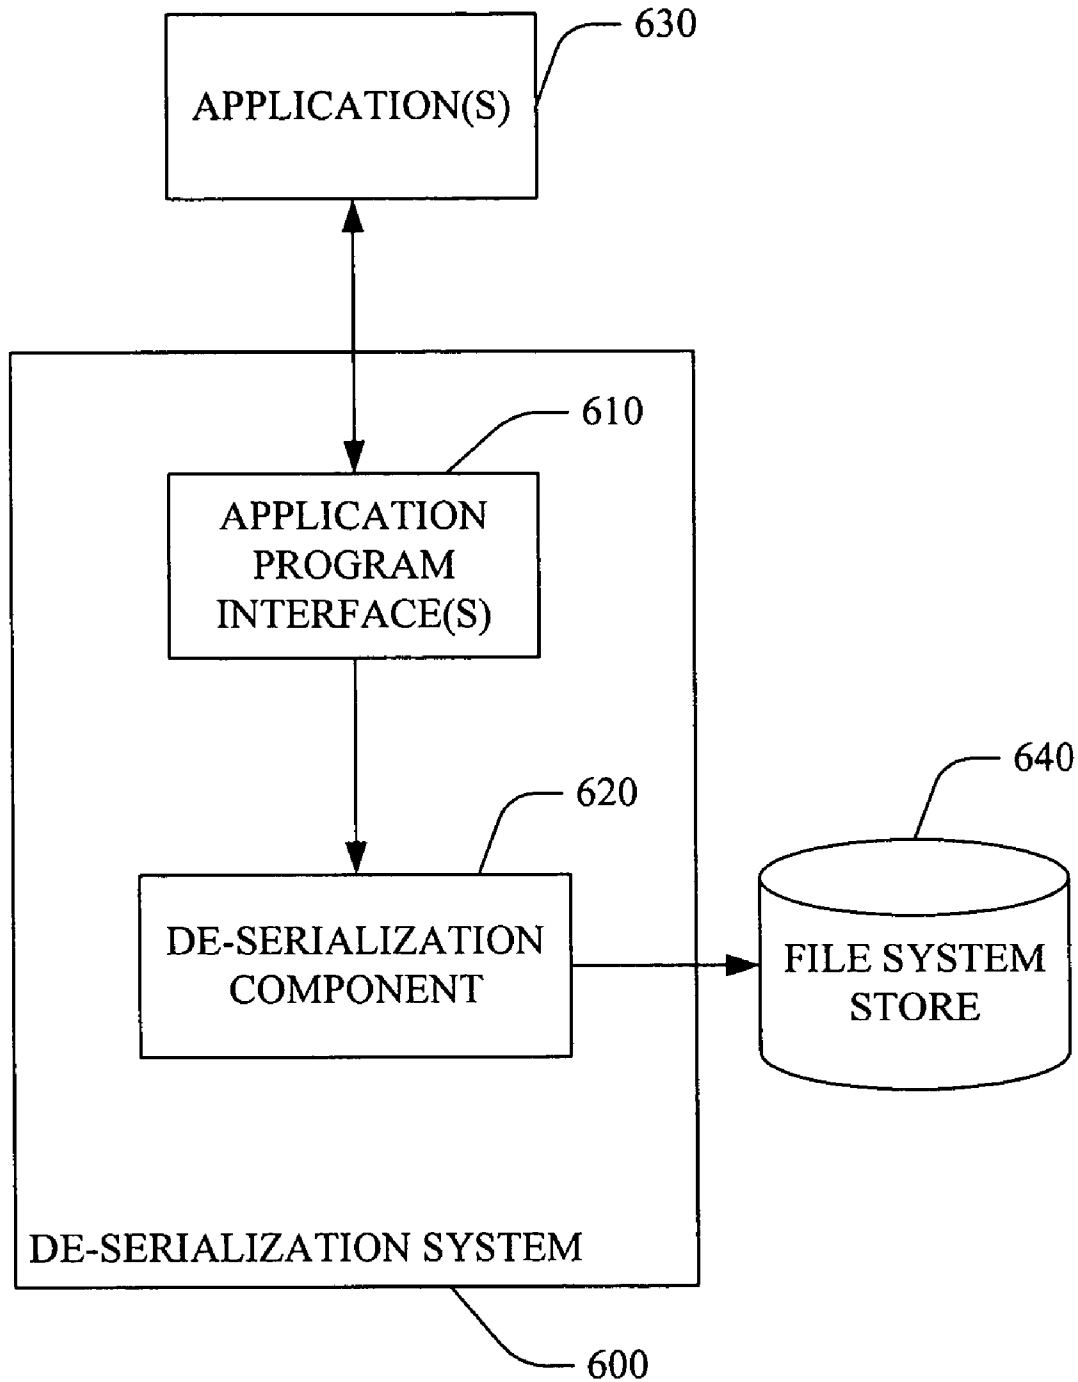 630
APPLICATION(S)
610
APPLICATION
PROGRAM
INTERFACE(S)
640
620
DE-SERIALIZATION
COMPONENT
FILE SYSTEM
STORE
DE-SERIALIZATION SYSTEM
600